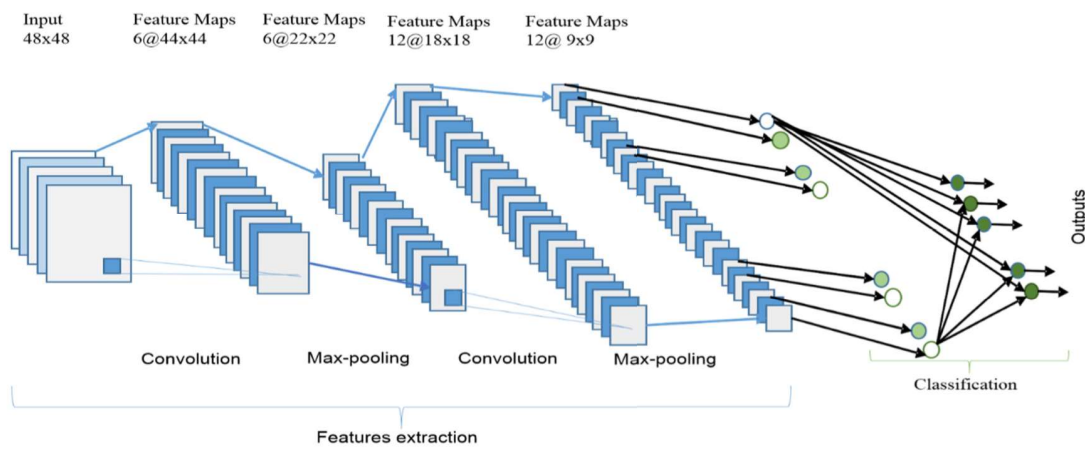 Input
48x48
Feature Maps
6@44x44
Feature Maps
6@22x22
Feature Maps
12@18x18
Feature Maps
12@ 9x9
Outputs
Convolution
Max-pooling
Convolution
Max-pooling
Classification
Features extraction